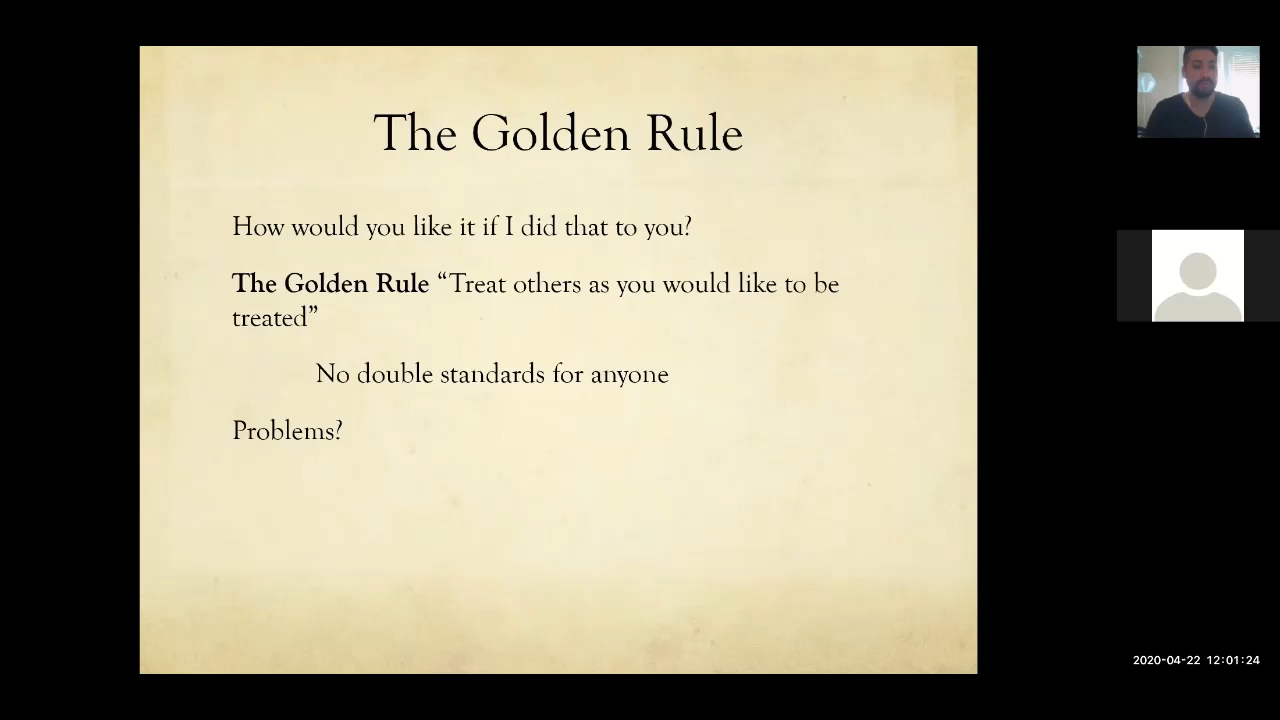 The Golden Rule
How would you like it if I did that to you?
The Golden Rule “Treat others as you would like to be
treated”
No double standards for anyone
Problems?
2020-04-22 12:01:24